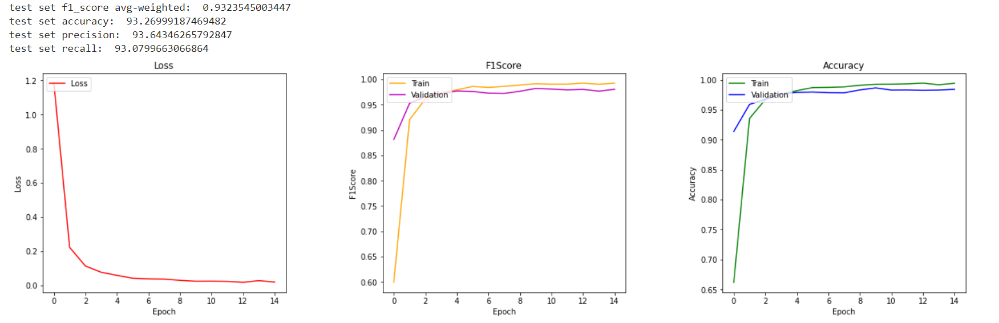 test set f1_score avg-weighted:  0.9323545003447
test set accuracy:  93.26999187469482
test set precision:  93.64346265792847
test set recall:  93.0799663066864
Loss
1.2
1.0
0.8
0.6
0.4
0.2
0.0
Loss
Loss
0 2 4 6 8 10 12 14
Epoch
F1Score
1.00
0.95
0.90
0.85
0.80
0.75
0.70
0.65
0.60
F1Score
Train
Validation
0 2 4 6 8 10 12 14
Epoch
Accuracy
1.00
0.95
0.90
0.85
0.80
0.75
0.70
0.65
Accuracy
Train
Validation
0 2 4 6 8 10 12 14
Epoch